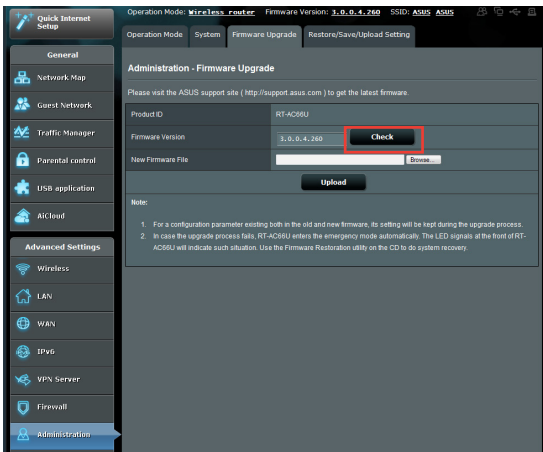 Quick Internet
Setup
Operation Mode: Wireless router Firmware Version: 3.0.0.4.260 SSID: ASUS ASUS
Operation Mode System Firmware Upgrade Restore/Save/Upload Setting
General
Network Map
Guest Network
Traffic Manager
Parental control
USB application
AiCloud
Advanced Settings
Wireless
LAN
WAN
IPv6
VPN Server
Firewall
Administration
Administration - Firmware Upgrade
Please visit the ASUS support site ( http://support.asus.com ) to get the latest firmware.
Product ID RT-AC66U
Firmware Version 3.0.0.4.260 Check
New Firmware File Browse...
Upload
Note:
1. For a configuration parameter existing both in the old and new firmware, its setting will be kept during the upgrade process.
2. In case the upgrade process fails, RT-AC66U enters the emergency mode automatically. The LED signals at the front of RT-
AC66U will indicate such situation. Use the Firmware Restoration utility on the CD to do system recovery.